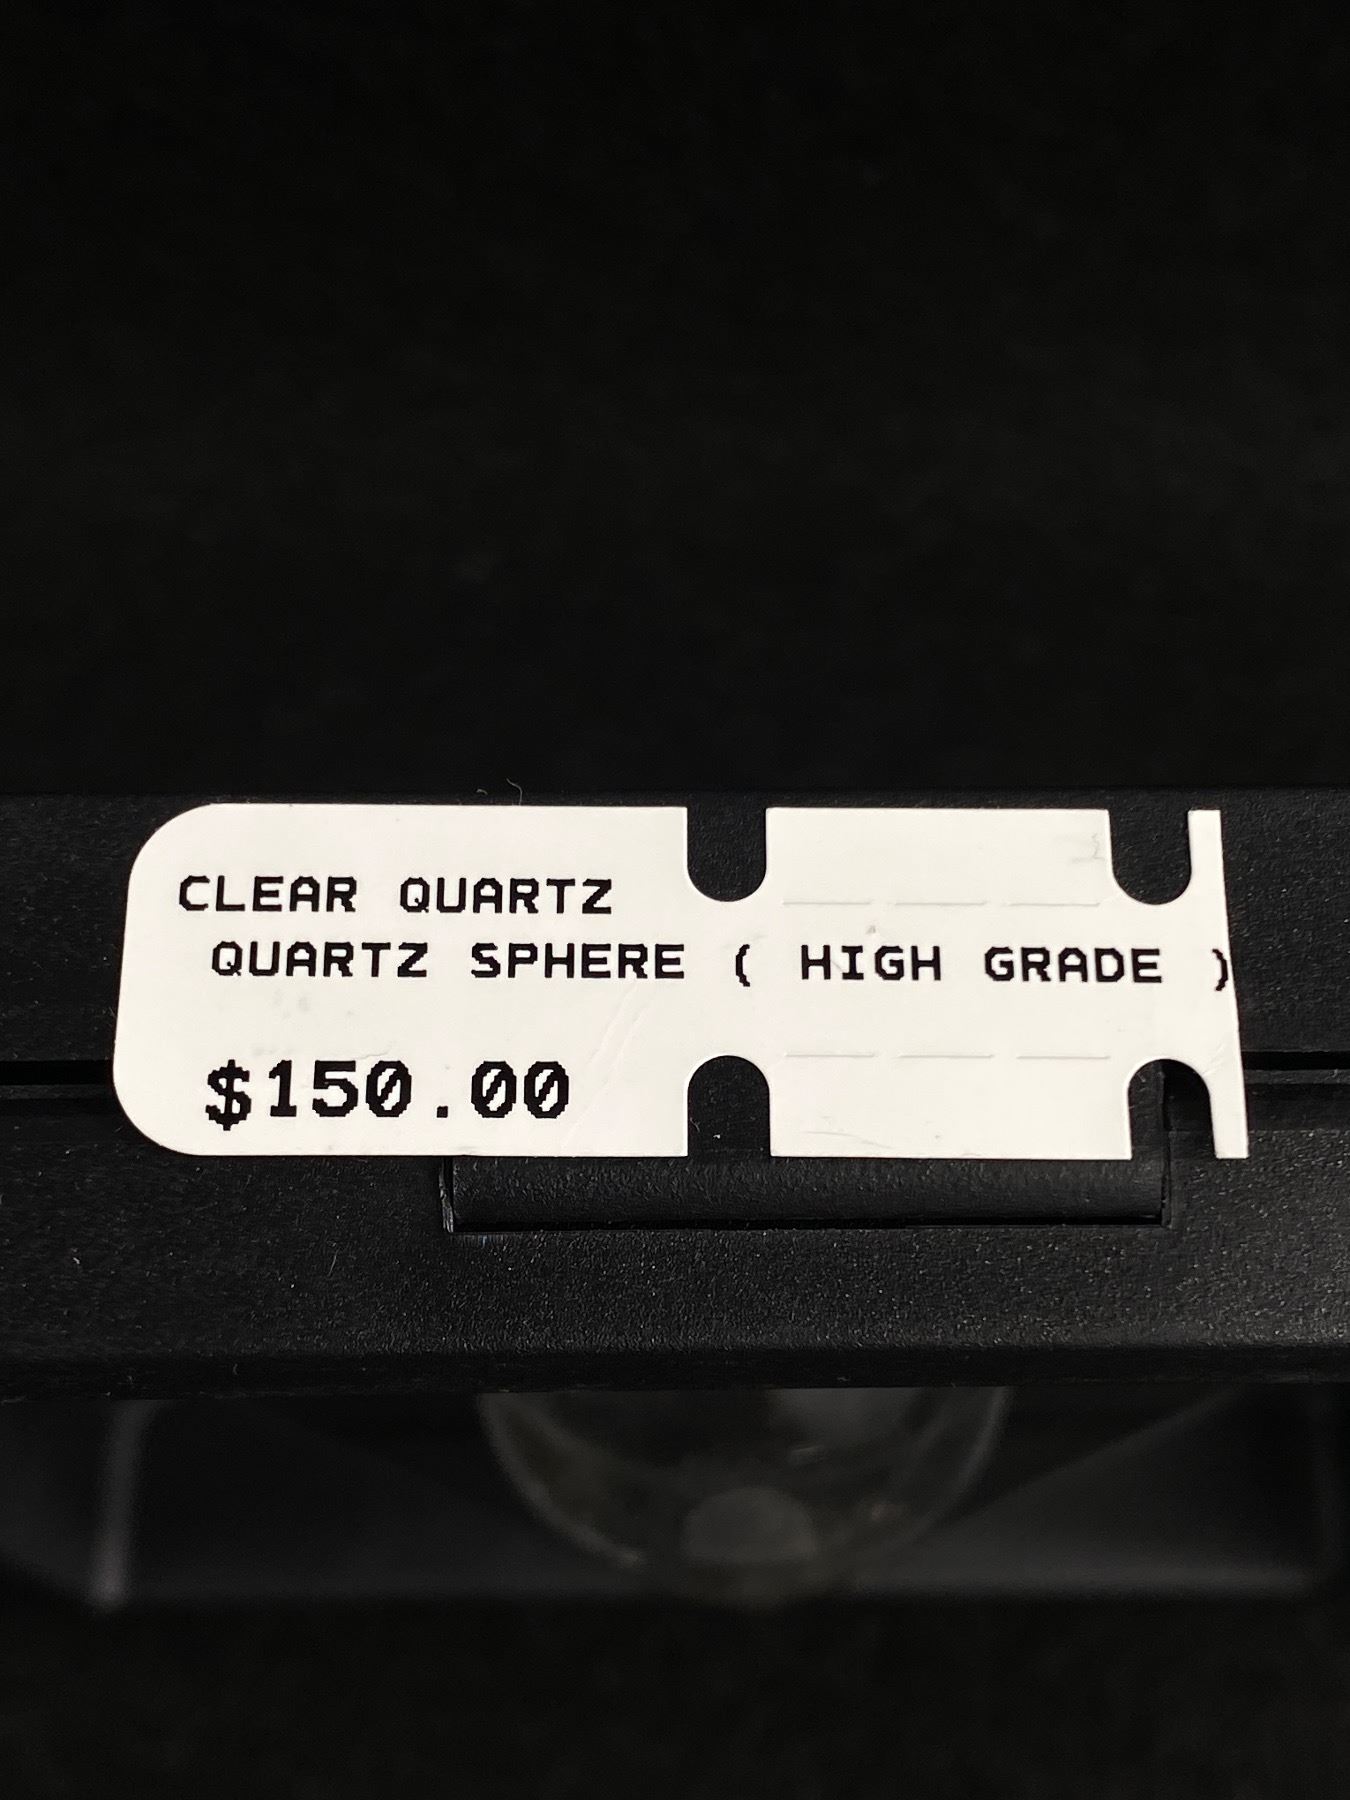 CLEAR QUARTZ
QUARTZ SPHERE ( HIGH GRADE )
$150.00